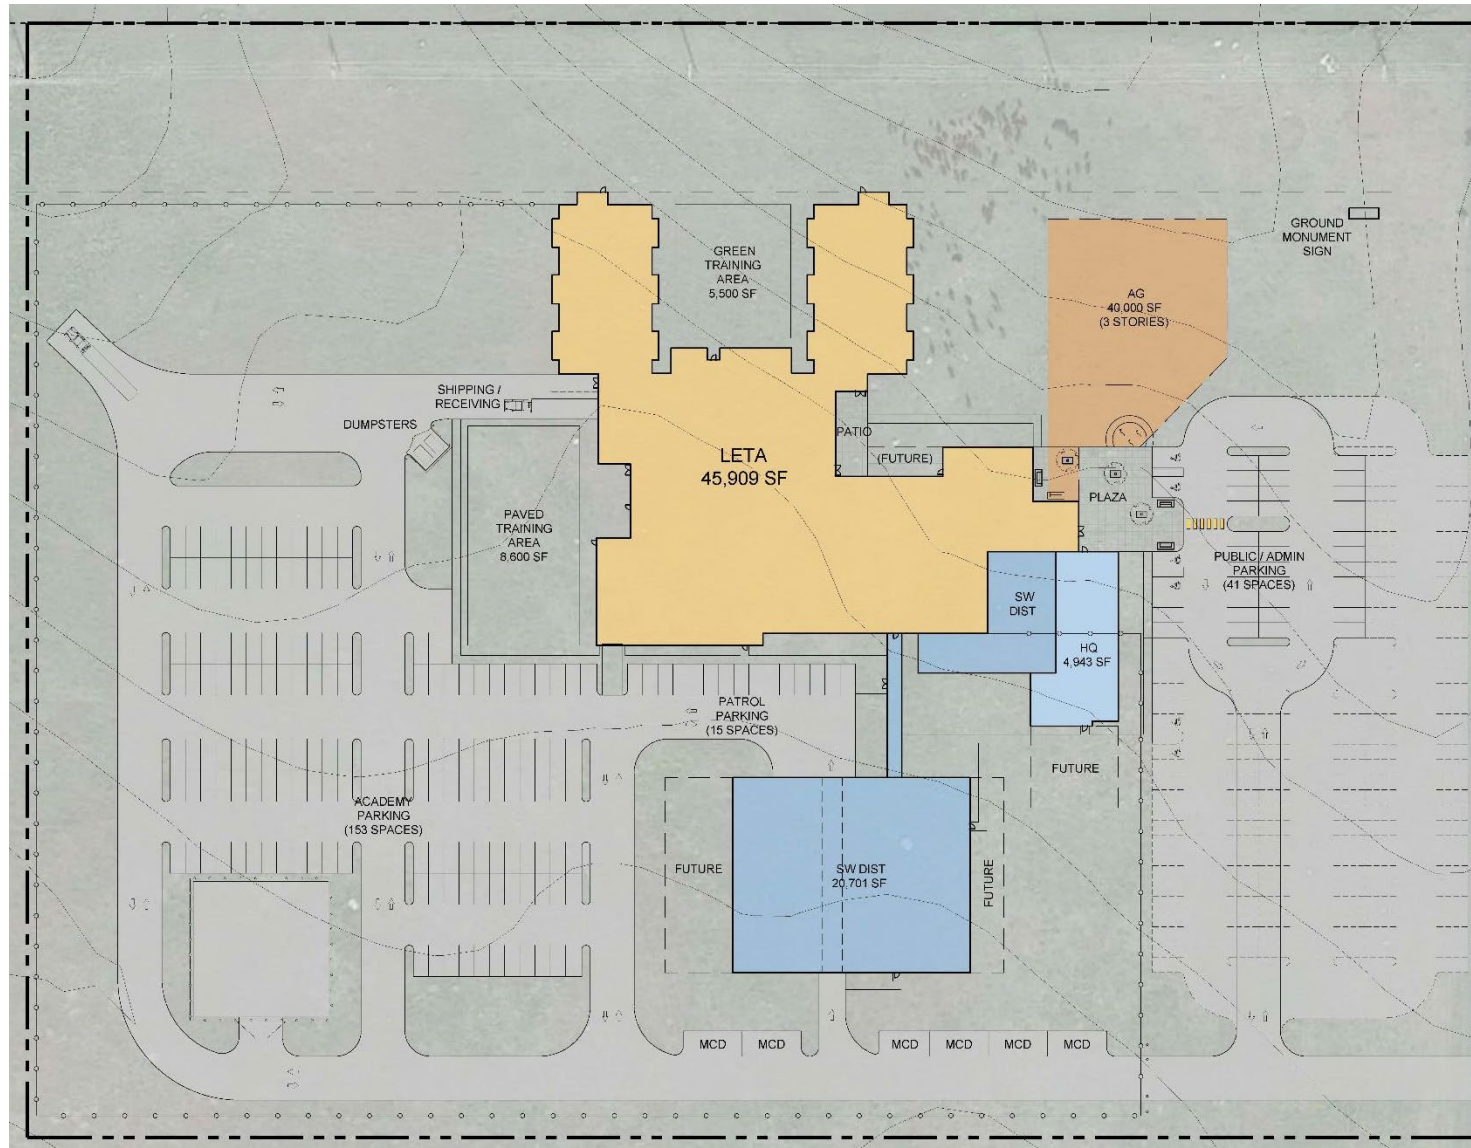 GROUND
MONUMENT
SIGN
GREEN
TRAINING
AREA
5,500 SF
AG
40,000 SF
(3 STORIES)
SHIPPING /
RECEIVING
DUMPSTERS
PATIO
(FUTURE)
LETA
45,909 SF
PLAZA
PAVED
TRAINING
AREA
8,600 SF
PUBLIC / ADMIN
PARKING
(41 SPACES)
SW
DIST
HQ
4,943 SF
PATROL
PARKING
(15 SPACES)
FUTURE
ACADEMY
PARKING
(153 SPACES)
FUTURE
SW DIST
20,701 SF
FUTURE
MCD
MCD
MCD
MCD
MCD
MCD